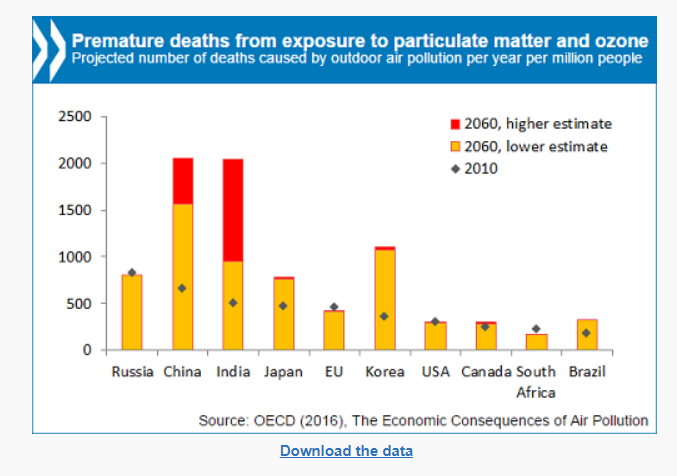 Premature deaths from exposure to particulate matter and ozone
Projected number of deaths caused by outdoor air pollution per year per million people
2500
2000
1500
1000
500
0
2060, higher estimate
2060, lower estimate
2010
Russia China India Japan EU Korea USA Canada South Africa Brazil
Source: OECD (2016), The Economic Consequences of Air Pollution
Download the data